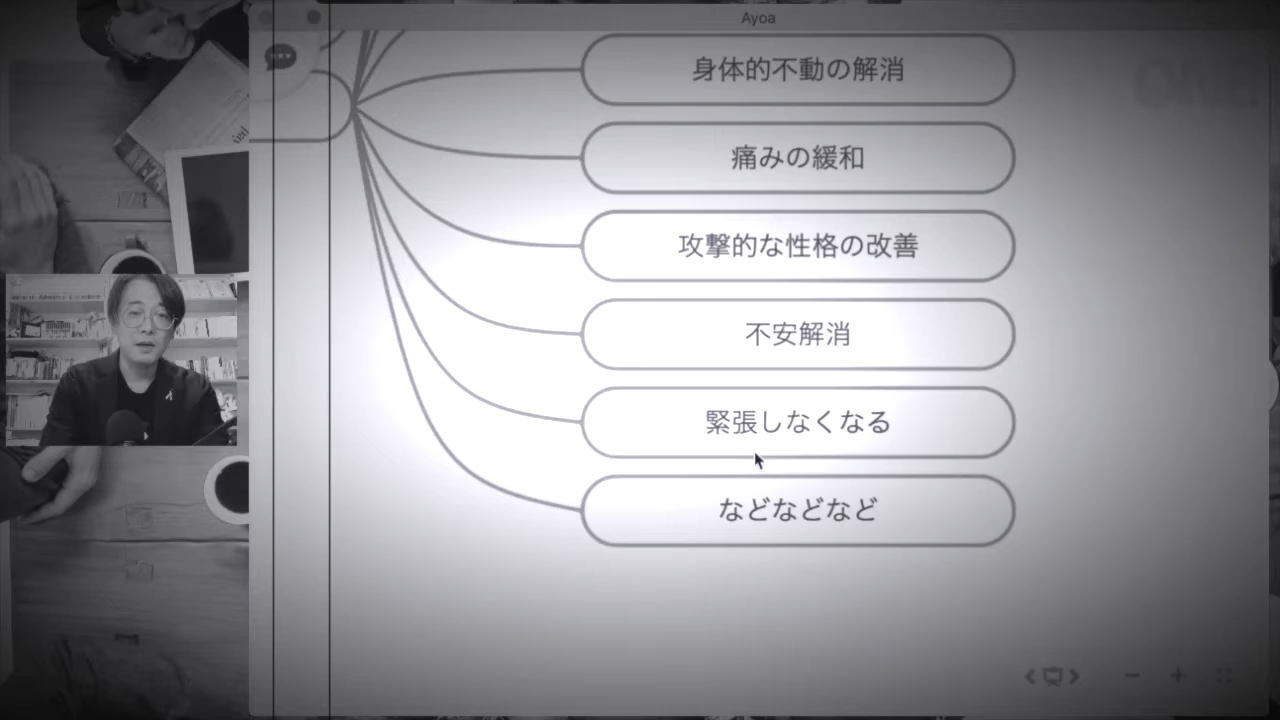 Ayoa
身体的不動の解消
痛みの緩和
攻撃的な性格の改善
不安解消
緊張しなくなる
などなどなど